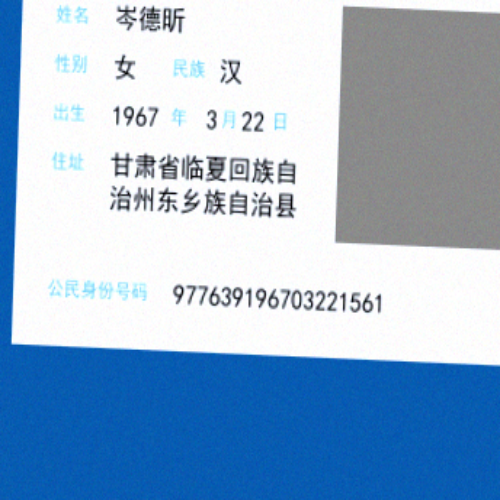 姓名 岑德昕
性别 女 民族 汉
出生 1967 年 3 月 22 日
住址 甘肃省临夏回族自
治州东乡族自治县
公民身份号码 977639196703221561